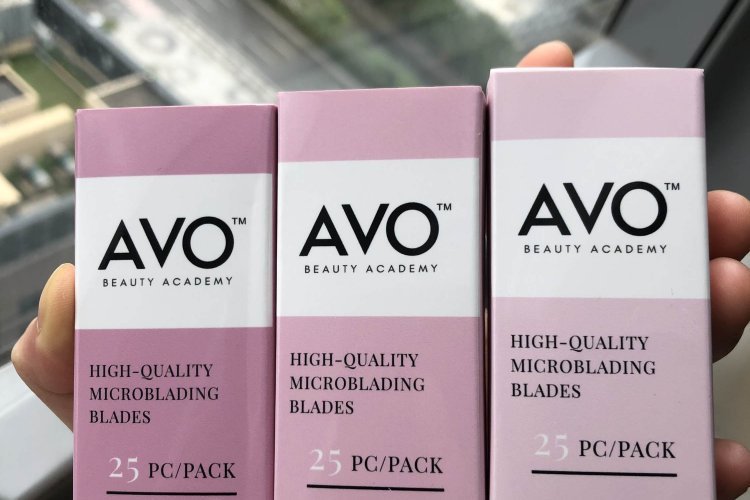 AVO™
BEAUTY ACADEMY
HIGH-QUALITY
MICROBLADING
BLADES
25 PC/PACK
AVO™
BEAUTY ACADEMY
HIGH-QUALITY
MICROBLADING
BLADES
25 PC/PACK
AVO™
BEAUTY ACADEMY
HIGH-QUALITY
MICROBLADING
BLADES
25 PC/PACK